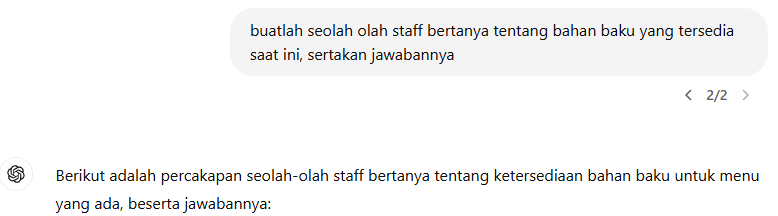 buatlah seolah olah staff bertanya tentang bahan baku yang tersedia
saat ini, sertakan jawabannya
2/2
Berikut adalah percakapan seolah-olah staff bertanya tentang ketersediaan bahan baku untuk menu
yang ada, beserta jawabannya: